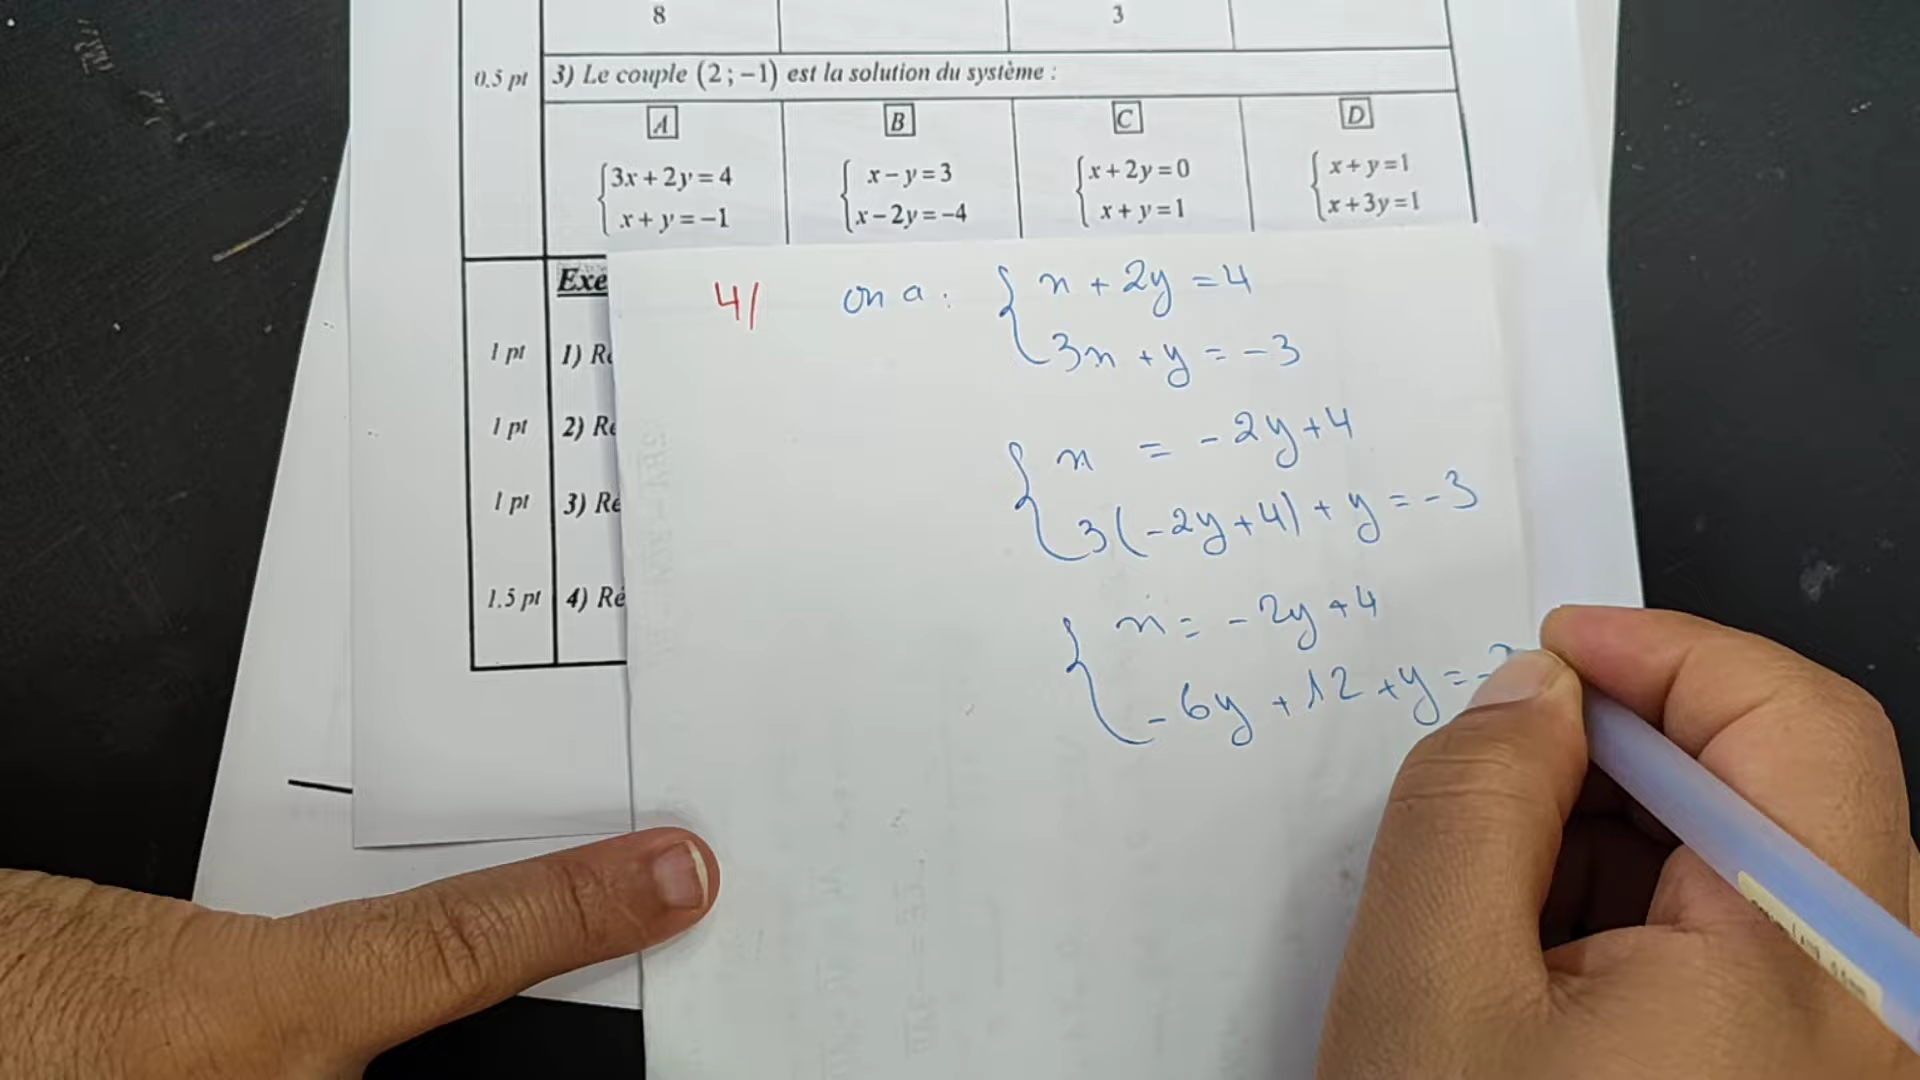 8 3
0.5 pt 3) Le couple (2 ; −1) est la solution du système :
A B C D
3x + 2y = 4 x − y = 3 x + 2y = 0 x + y = 1
x + y = −1 x − 2y = −4 x + y = 1 x + 3y = 1
Exe
1 pt 1) R
1 pt 2) Ré
1 pt 3) Ré
1.5 pt 4) Ré
4/ on a : x + 2y = 4
3x + y = -3
x = -2y + 4
3(-2y + 4) + y = -3
x = -2y + 4
-6y + 12 + y = -